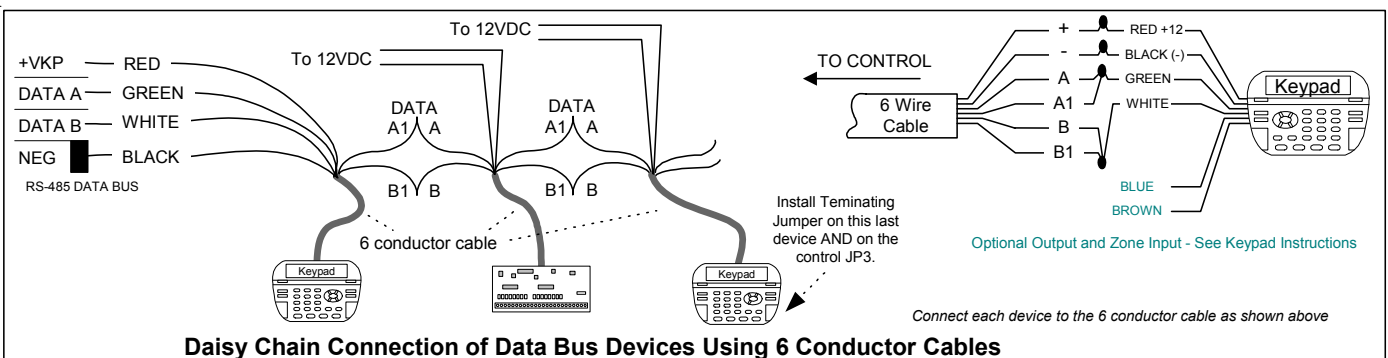 +VKP RED
DATA A GREEN
DATA B WHITE
NEG BLACK
RS-485 DATA BUS
To 12VDC
To 12VDC
DATA
A1 A
B1 B
DATA
A1 A
B1 B
6 conductor cable
Keypad
Keypad
Install Teminating
Jumper on this last
device AND on the
control JP3.
TO CONTROL
6 Wire
Cable
+ RED +12
- BLACK (-)
A GREEN
A1 WHITE
B
B1
BLUE
BROWN
Keypad
Optional Output and Zone Input - See Keypad Instructions
Connect each device to the 6 conductor cable as shown above
Daisy Chain Connection of Data Bus Devices Using 6 Conductor Cables